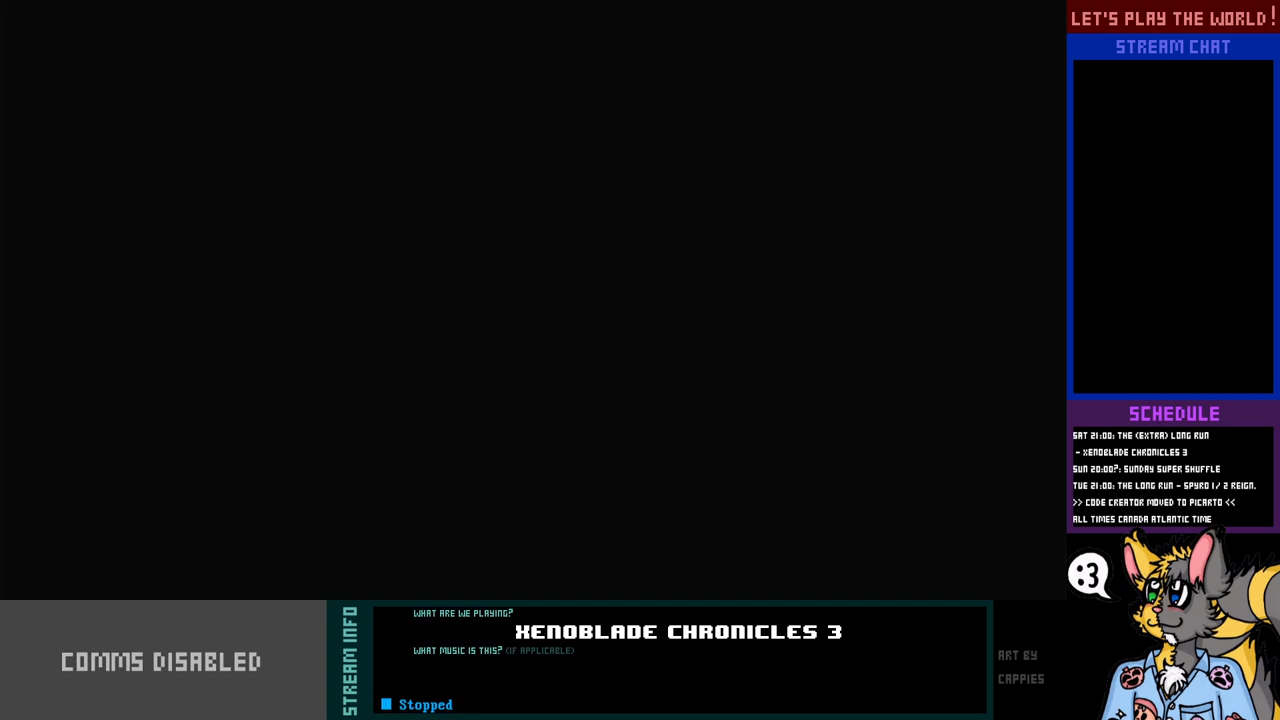 LET'S PLAY THE WORLD!
STREAM CHAT
SCHEDULE
SAT 21:00: THE (EXTRA) LONG RUN
- XENOBLADE CHRONICLES 3
SUN 20:00?: SUNDAY SUPER SHUFFLE
TUE 21:00: THE LONG RUN - SPYRO 1/ 2 REIGN.
>> CODE CREATOR MOVED TO PICARTO <<
ALL TIMES CANADA ATLANTIC TIME
:3
COMMS DISABLED
STREAM INFO
WHAT ARE WE PLAYING?
XENOBLADE CHRONICLES 3
WHAT MUSIC IS THIS? (IF APPLICABLE)
Stopped
ART BY
CAPPIES